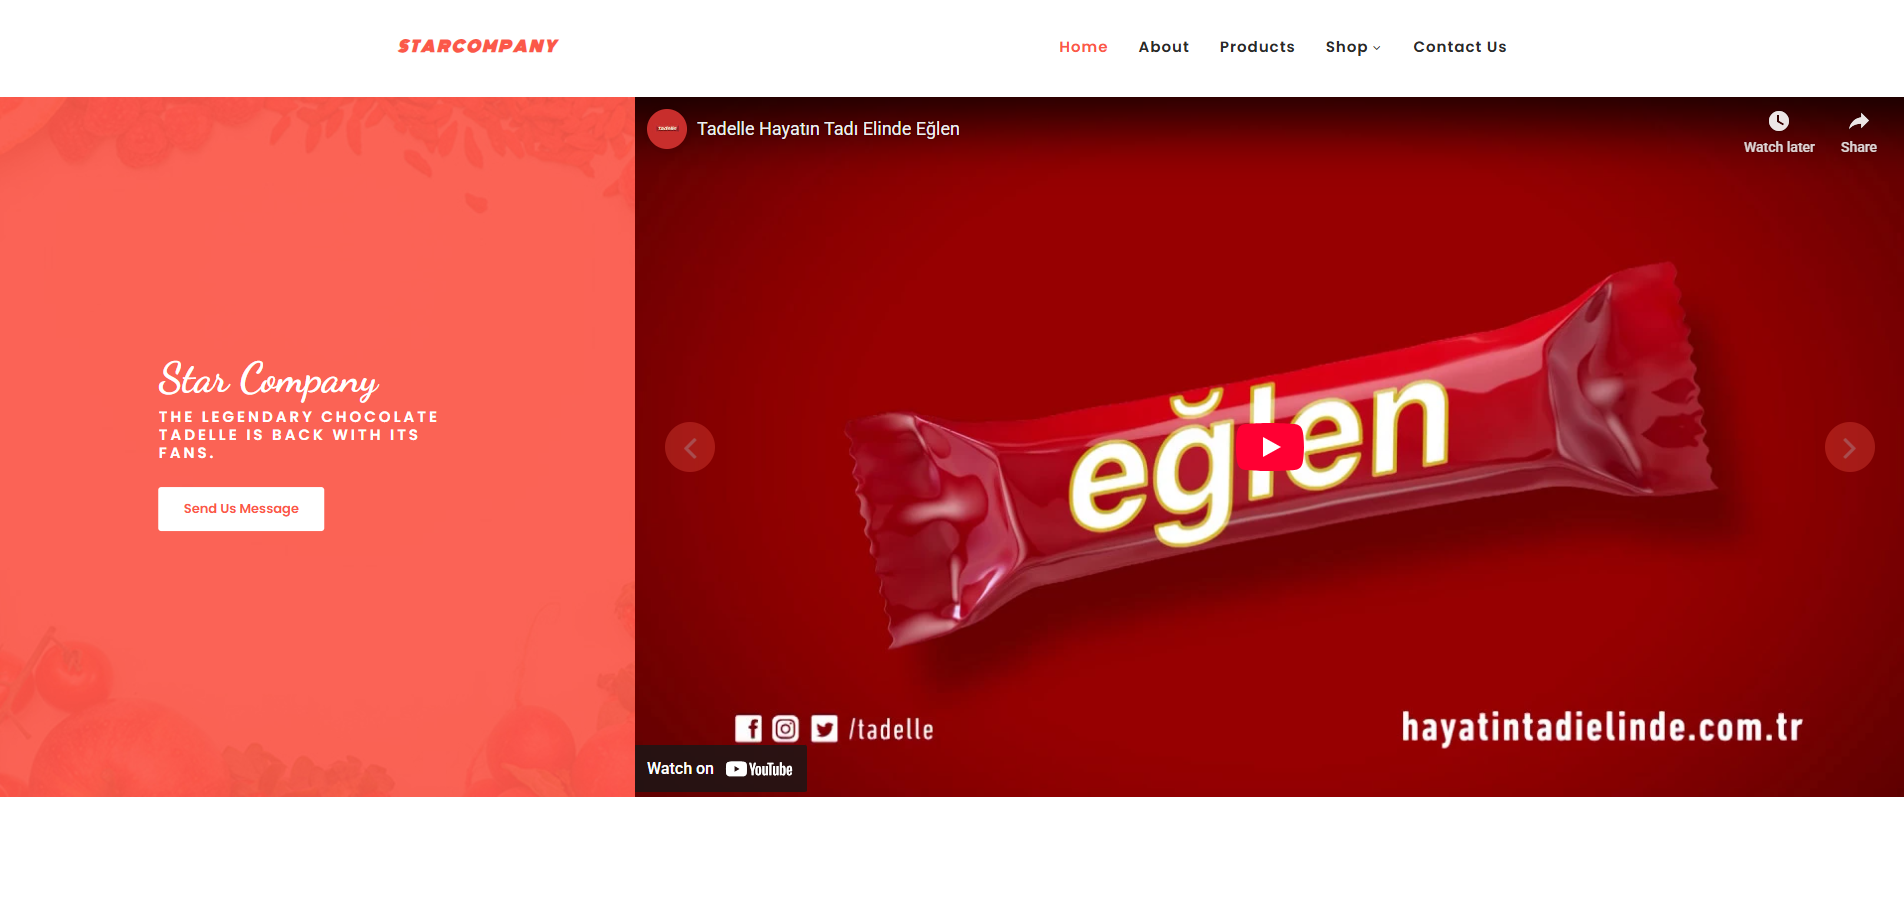 STARCOMPANY
Home About Products Shop Contact Us
Tadelle Hayatın Tadı Elinde Eğlen
Watch later Share
Star Company
THE LEGENDARY CHOCOLATE
TADELLE IS BACK WITH ITS
FANS.
Send Us Message
eğlen
/tadelle
hayatintadielinde.com.tr
Watch on YouTube